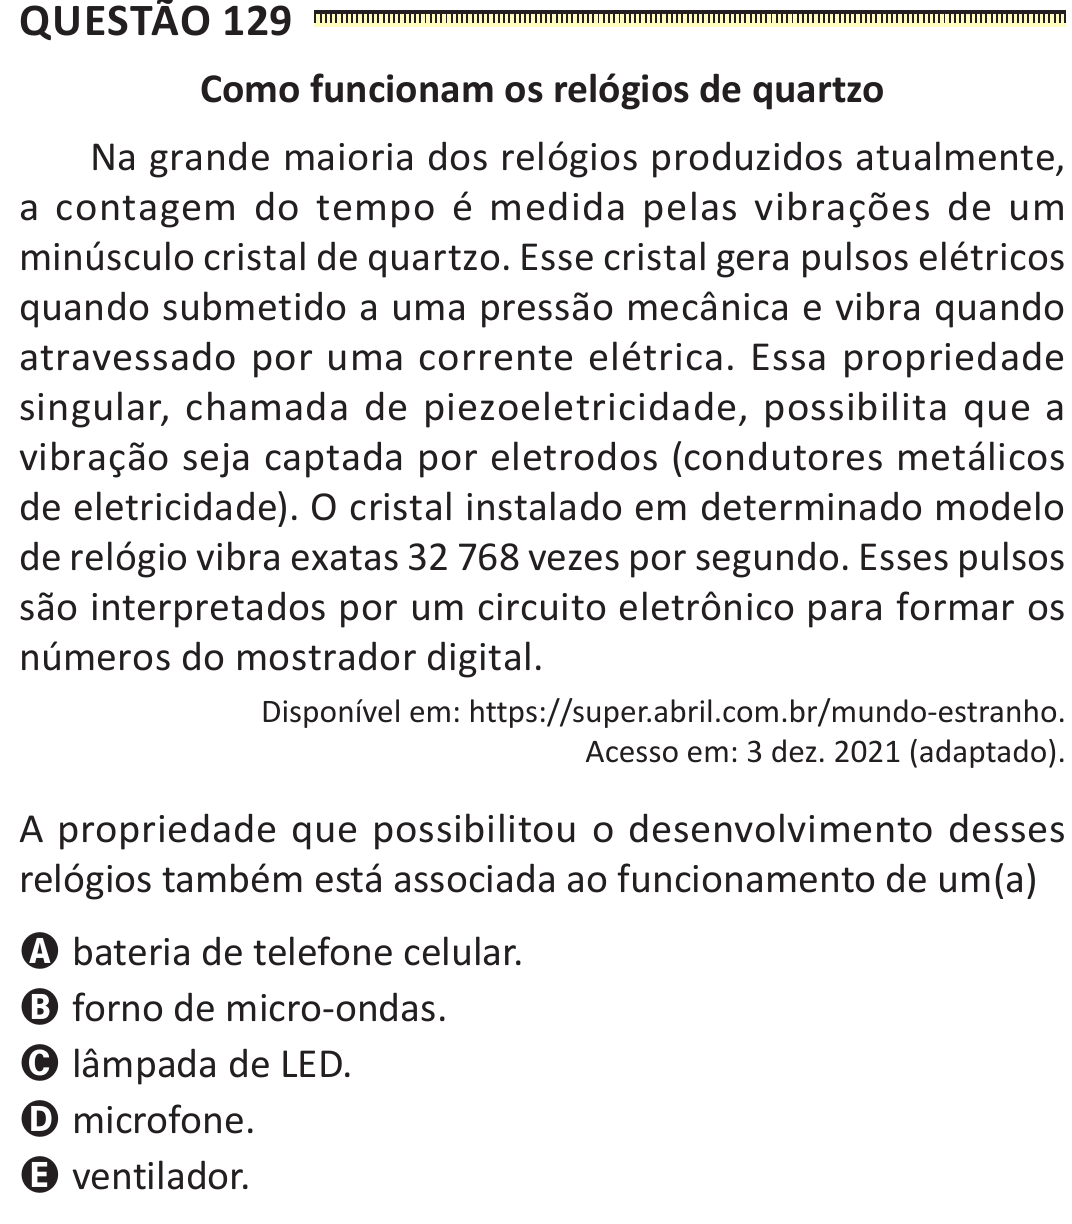 QUESTÃO 129
Como funcionam os relógios de quartzo
Na grande maioria dos relógios produzidos atualmente,
a contagem do tempo é medida pelas vibrações de um
minúsculo cristal de quartzo. Esse cristal gera pulsos elétricos
quando submetido a uma pressão mecânica e vibra quando
atravessado por uma corrente elétrica. Essa propriedade
singular, chamada de piezoeletricidade, possibilita que a
vibração seja captada por eletrodos (condutores metálicos
de eletricidade). O cristal instalado em determinado modelo
de relógio vibra exatas 32 768 vezes por segundo. Esses pulsos
são interpretados por um circuito eletrônico para formar os
números do mostrador digital.
Disponível em: https://super.abril.com.br/mundo-estranho.
Acesso em: 3 dez. 2021 (adaptado).
A propriedade que possibilitou o desenvolvimento desses
relógios também está associada ao funcionamento de um(a)
A bateria de telefone celular.
B forno de micro-ondas.
C lâmpada de LED.
D microfone.
E ventilador.